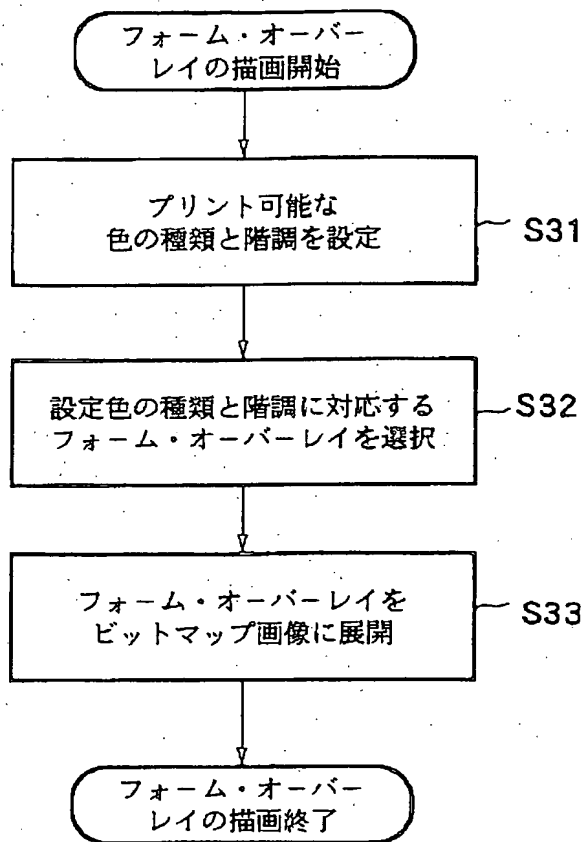 フォーム・オーバー
レイの描画開始
プリント可能な
色の種類と階調を設定
S31
設定色の種類と階調に対応する
フォーム・オーバーレイを選択
S32
フォーム・オーバーレイを
ビットマップ画像に展開
S33
フォーム・オーバー
レイの描画終了